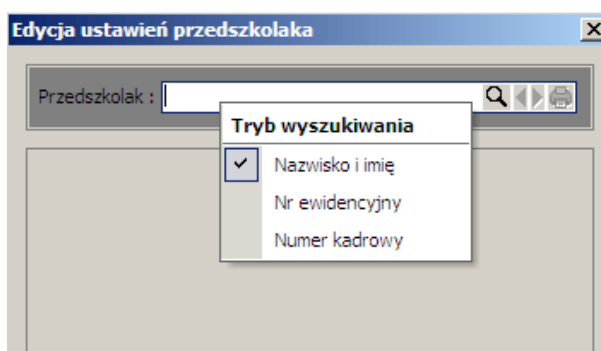 Edycja ustawień przedszkolaka
Przedszkolak :
Tryb wyszukiwania
Nazwisko i imię
Nr ewidencyjny
Numer kadrowy